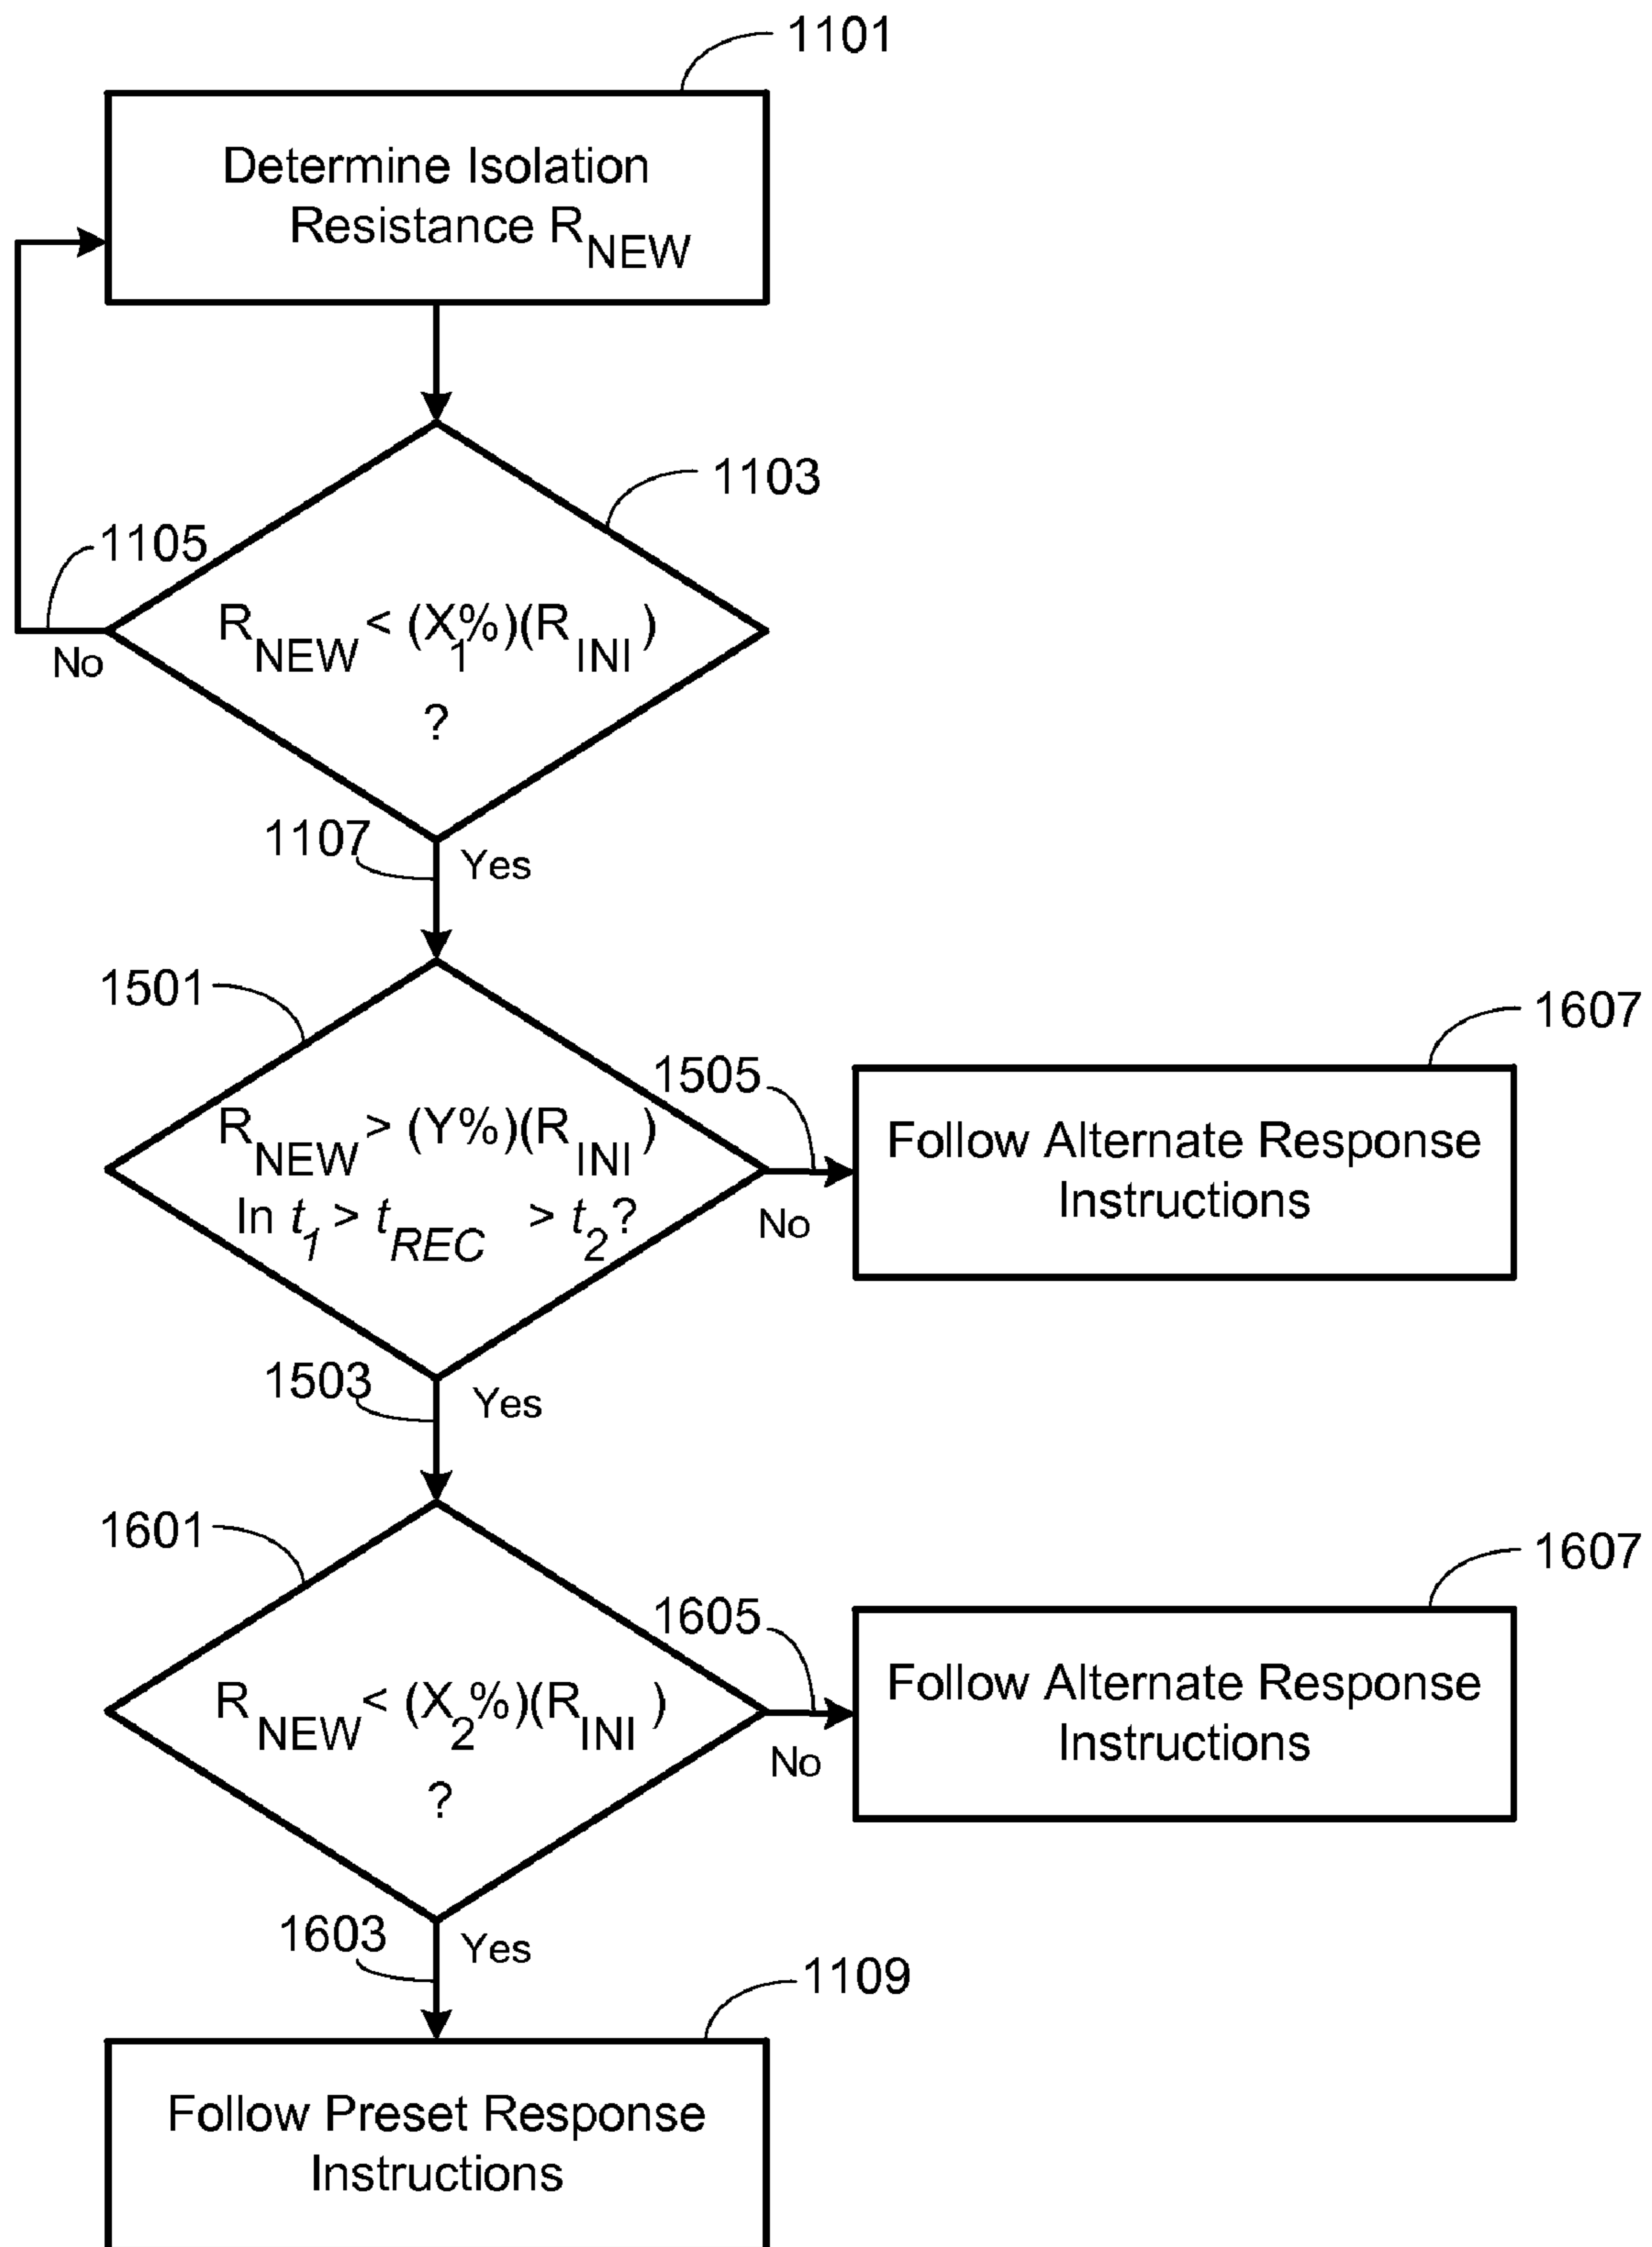 1101
Determine Isolation
Resistance R_NEW
1103
1105
R_NEW < (X_1%)(R_INI)
?
No
1107
Yes
1501
1607
1505
R_NEW > (Y%)(R_INI)
In t_1 > t_REC > t_2?
No
Follow Alternate Response
Instructions
1503
Yes
1601
1607
1605
R_NEW < (X_2%)(R_INI)
?
No
Follow Alternate Response
Instructions
1603
Yes
1109
Follow Preset Response
Instructions